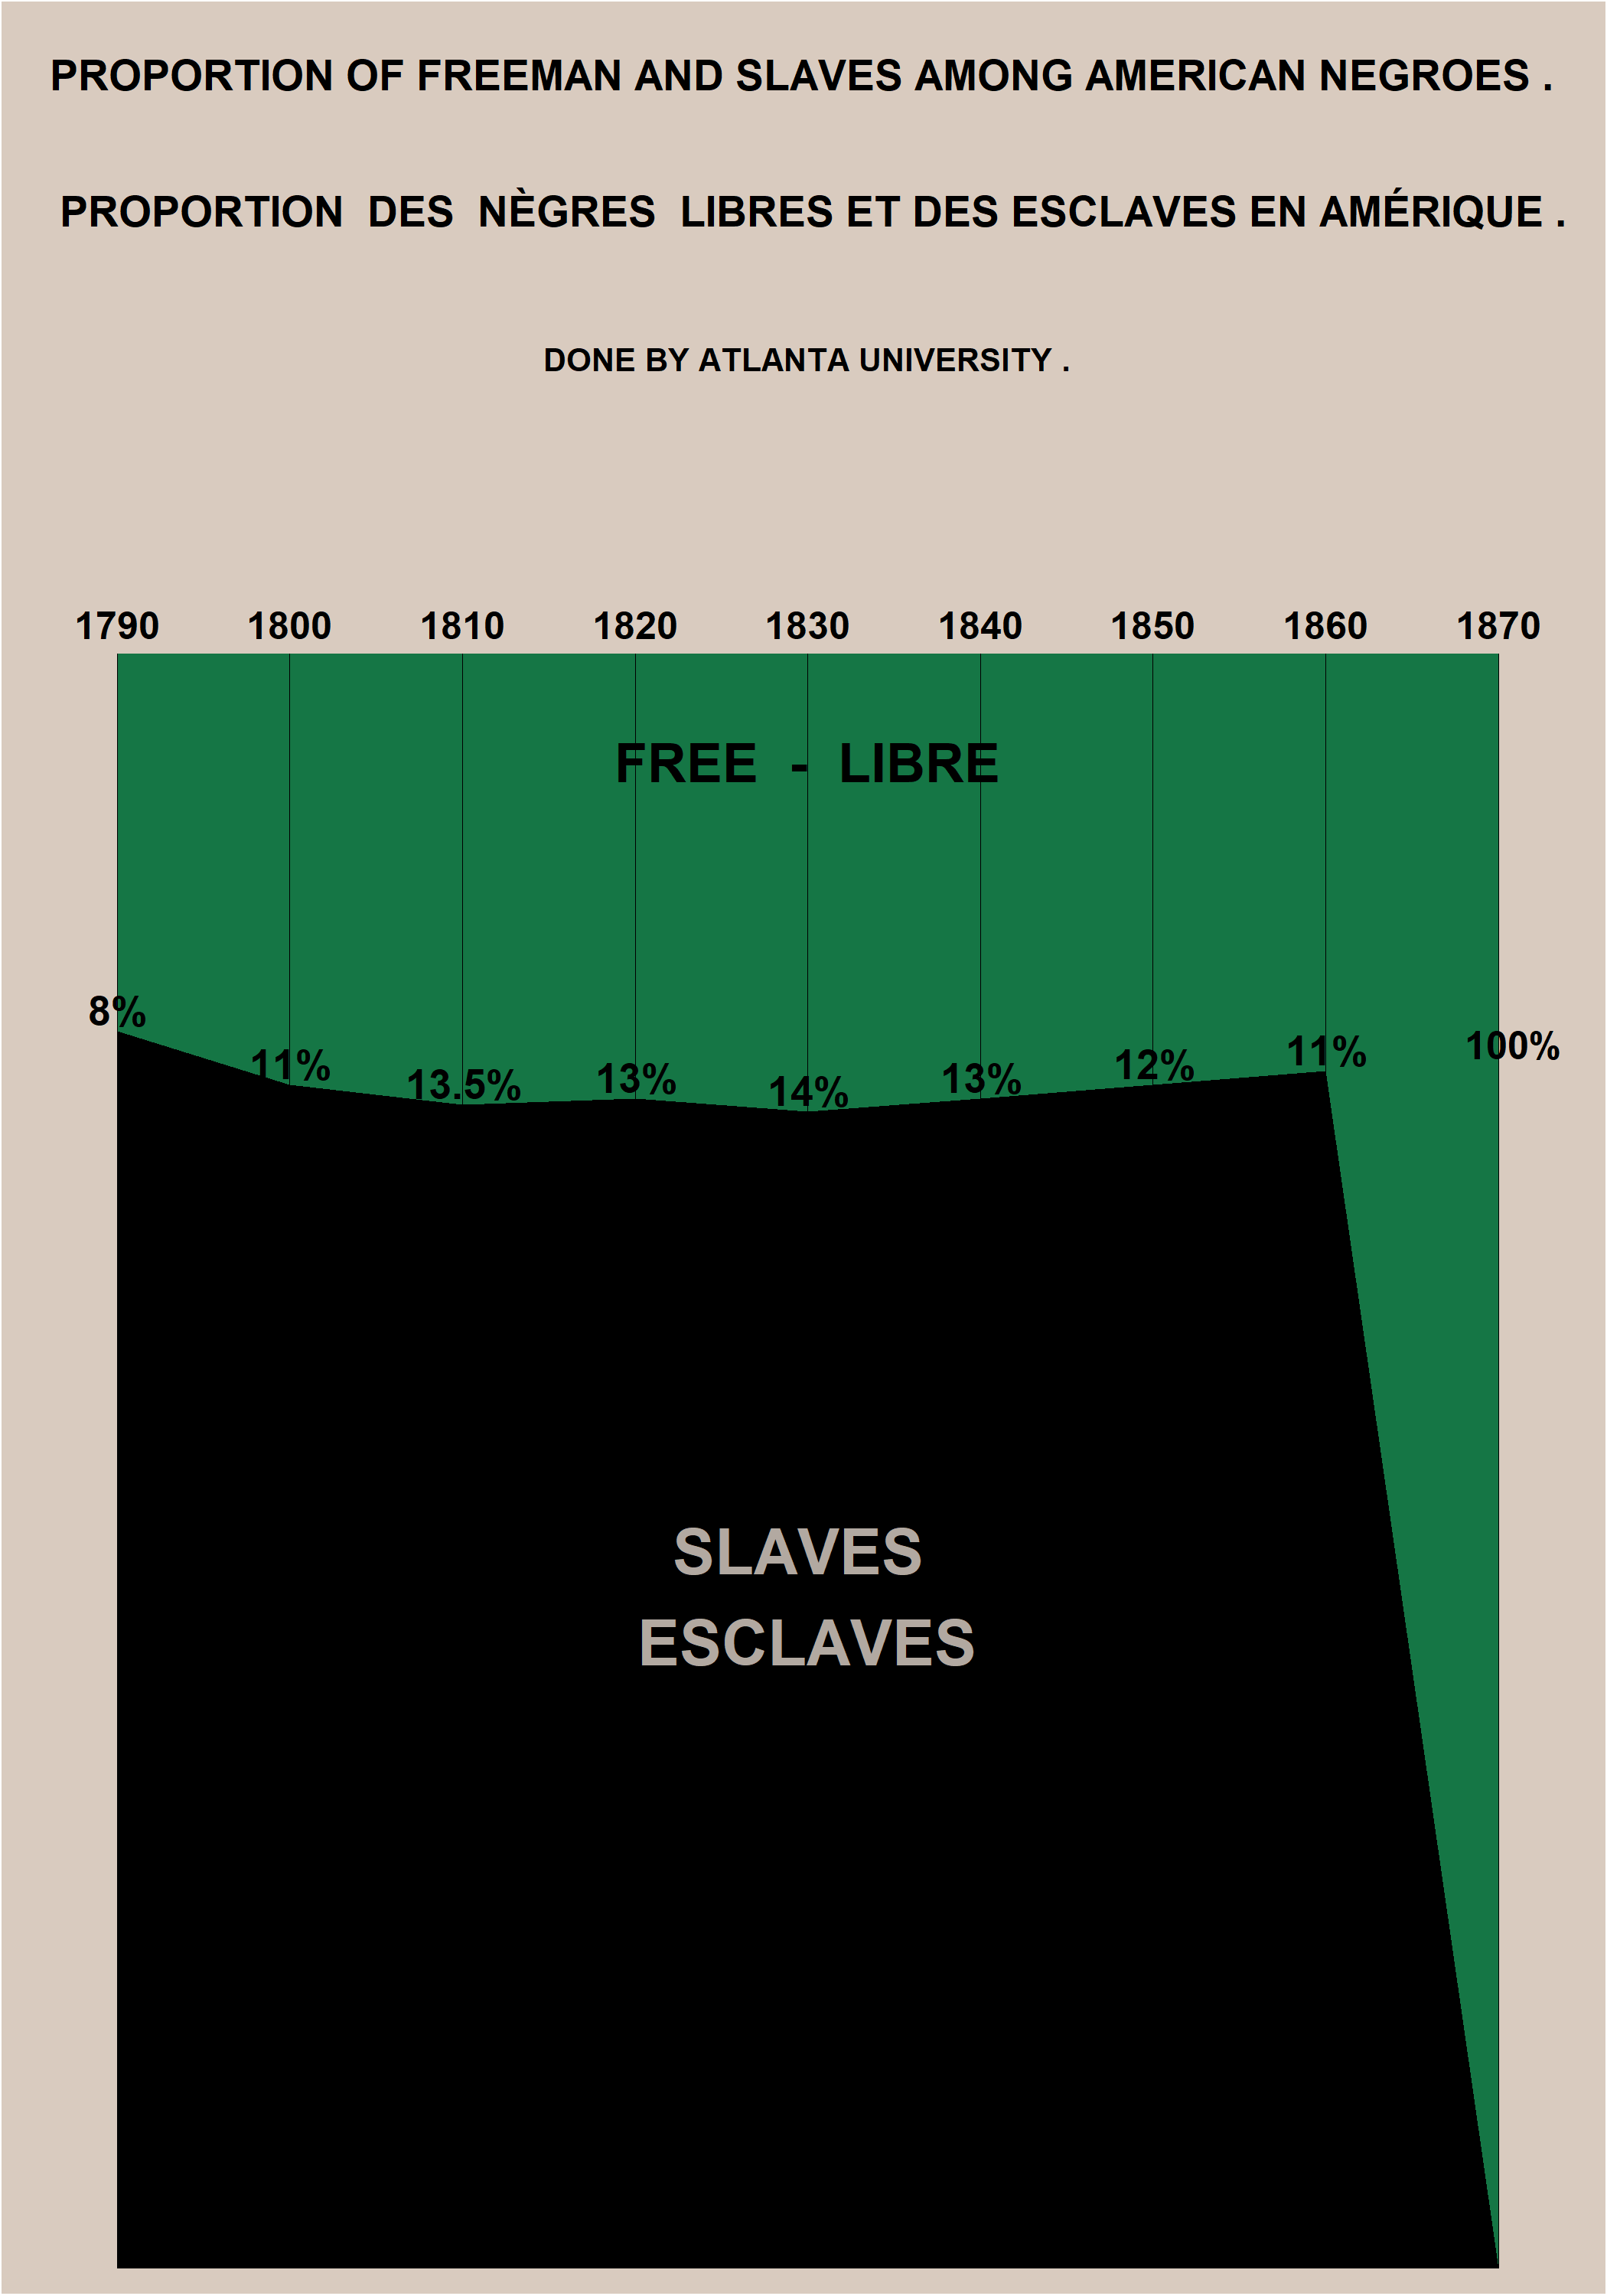 PROPORTION OF FREEMAN AND SLAVES AMONG AMERICAN NEGROES .
PROPORTION DES NÈGRES LIBRES ET DES ESCLAVES EN AMÉRIQUE .
DONE BY ATLANTA UNIVERSITY .
1790 1800 1810 1820 1830 1840 1850 1860 1870
FREE - LIBRE
8% 11% 13.5% 13% 14% 13% 12% 11% 100%
SLAVES
ESCLAVES